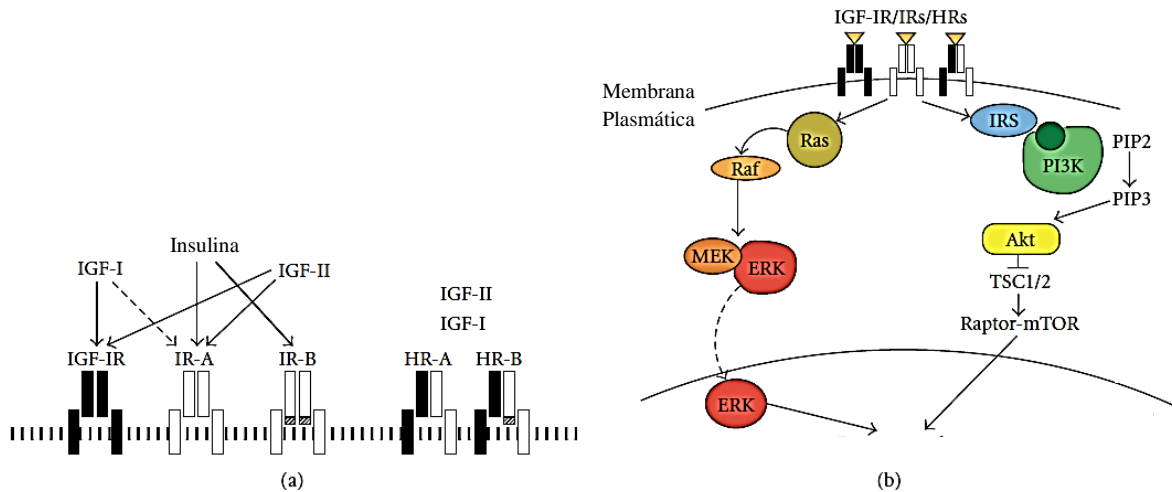 Insulina
IGF-I
IGF-II
IGF-II
IGF-I
IGF-IR
IR-A
IR-B
HR-A
HR-B
(a)
IGF-IR/IRs/HRs
Membrana
Plasmática
IRS
Ras
PI3K
PIP2
Raf
PIP3
Akt
MEK
ERK
TSC1/2
Raptor-mTOR
ERK
(b)